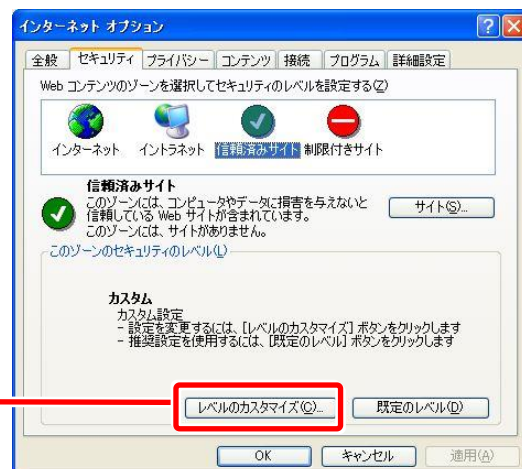 インターネット オプション
全般 セキュリティ プライバシー コンテンツ 接続 プログラム 詳細設定
Web コンテンツのゾーンを選択してセキュリティのレベルを設定する(Z)
インターネット イントラネット 信頼済みサイト 制限付きサイト
信頼済みサイト
このゾーンには、コンピュータやデータに損害を与えないと
信頼している Web サイトが含まれています。
このゾーンには、サイトがありません。
サイト(S)...
このゾーンのセキュリティのレベル(L)
カスタム
カスタム設定
- 設定を変更するには、[レベルのカスタマイズ] ボタンをクリックします
- 推奨設定を使用するには、[既定のレベル] ボタンをクリックします
レベルのカスタマイズ(C)... 既定のレベル(D)
OK キャンセル 適用(A)